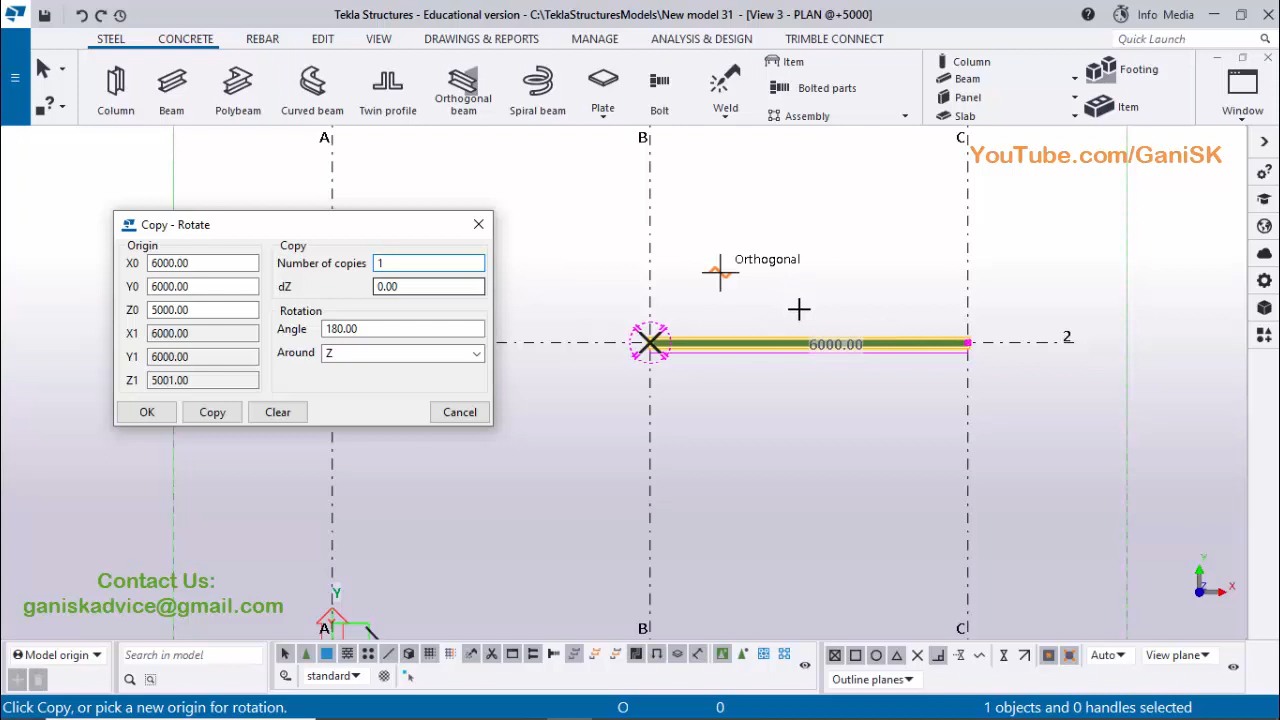 Tekla Structures - Educational version - C:\TeklaStructuresModels\New model 31 - [View 3 - PLAN @+5000]
Info Media
STEEL
CONCRETE
REBAR
EDIT
VIEW
DRAWINGS & REPORTS
MANAGE
ANALYSIS & DESIGN
TRIMBLE CONNECT
Quick Launch
Column
Beam
Polybeam
Curved beam
Twin profile
Orthogonal
beam
Spiral beam
Plate
Bolt
Weld
Item
Bolted parts
Assembly
Column
Beam
Panel
Slab
Footing
Item
Window
A
B
C
YouTube.com/GaniSK
Copy - Rotate
Origin
X0 6000.00
Y0 6000.00
Z0 5000.00
X1 6000.00
Y1 6000.00
Z1 5001.00
Copy
Number of copies 1
dZ 0.00
Rotation
Angle 180.00
Around Z
OK
Copy
Clear
Cancel
Orthogonal
6000.00
2
Contact Us:
ganiskadvice@gmail.com
Y
A
B
C
Y
X
Z
Model origin
Search in model
standard
Auto
View plane
Outline planes
Click Copy, or pick a new origin for rotation.
O
0
1 objects and 0 handles selected